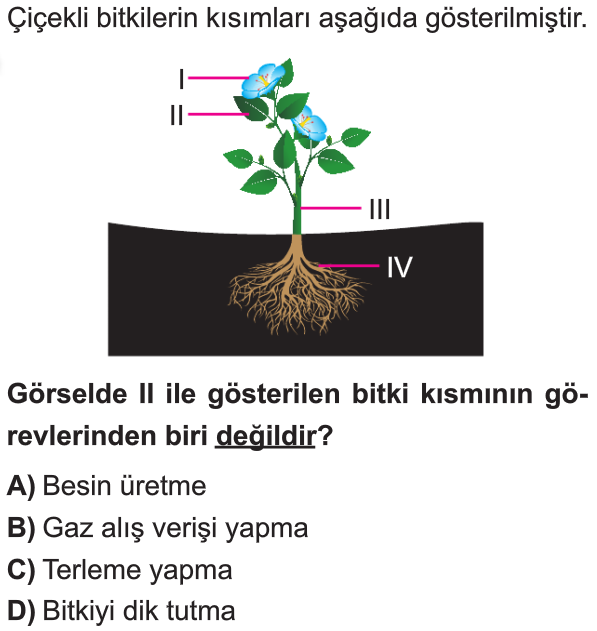 Çiçekli bitkilerin kısımları aşağıda gösterilmiştir.
I
II
III
IV
Görselde II ile gösterilen bitki kısmının gö-
revlerinden biri değildir?
A) Besin üretme
B) Gaz alış verişi yapma
C) Terleme yapma
D) Bitkiyi dik tutma